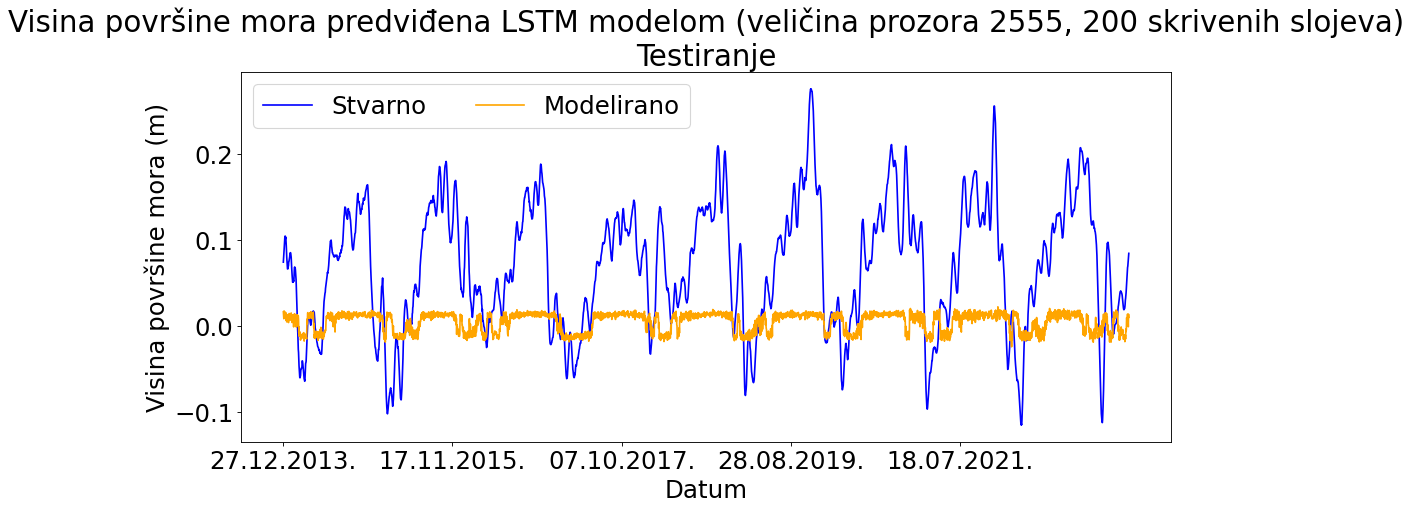 Visina površine mora predviđena LSTM modelom (veličina prozora 2555, 200 skrivenih slojeva)
Testiranje
Stvarno Modelirano
Visina površine mora (m)
0.2
0.1
0.0
−0.1
27.12.2013. 17.11.2015. 07.10.2017. 28.08.2019. 18.07.2021.
Datum